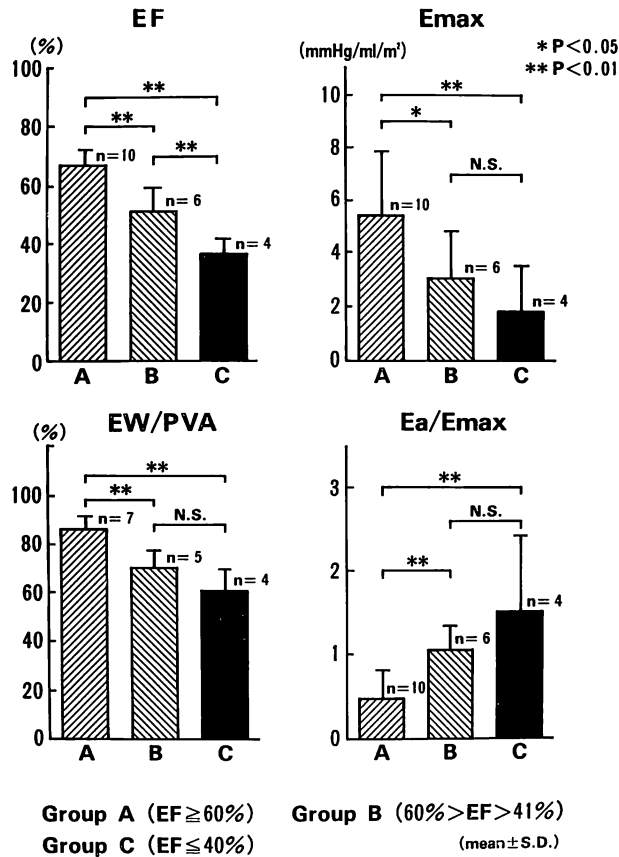 EF
(%)
100
80
60
40
20
0
**
**
**
n=10
n=6
n=4
A B C
Emax
(mmHg/ml/m²)
* P<0.05
** P<0.01
10
8
6
4
2
0
**
*
N.S.
n=10
n=6
n=4
A B C
EW/PVA
(%)
100
80
60
40
20
0
**
**
N.S.
n=7
n=5
n=4
A B C
Ea/Emax
3
2
1
0
**
N.S.
**
n=4
n=6
n=10
A B C
Group A (EF≧60%) Group B (60%>EF>41%)
Group C (EF≦40%) (mean±S.D.)